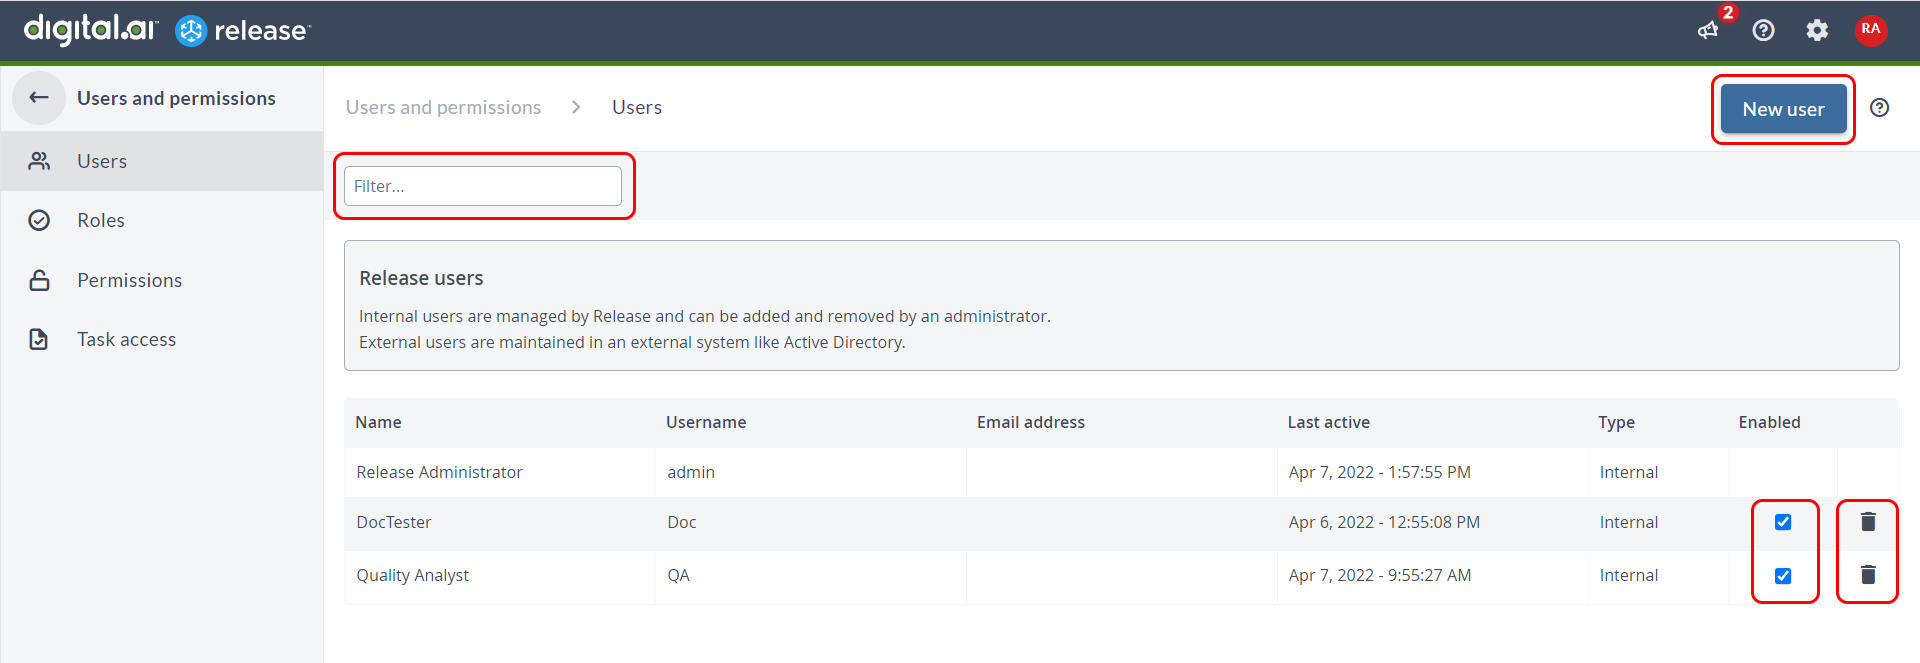 digital.ai™ release™ 2 RA
Users and permissions
Users
Roles
Permissions
Task access
Users and permissions > Users New user
Filter...
Release users
Internal users are managed by Release and can be added and removed by an administrator.
External users are maintained in an external system like Active Directory.
Name Username Email address Last active Type Enabled
Release Administrator admin Apr 7, 2022 - 1:57:55 PM Internal
DocTester Doc Apr 6, 2022 - 12:55:08 PM Internal
Quality Analyst QA Apr 7, 2022 - 9:55:27 AM Internal